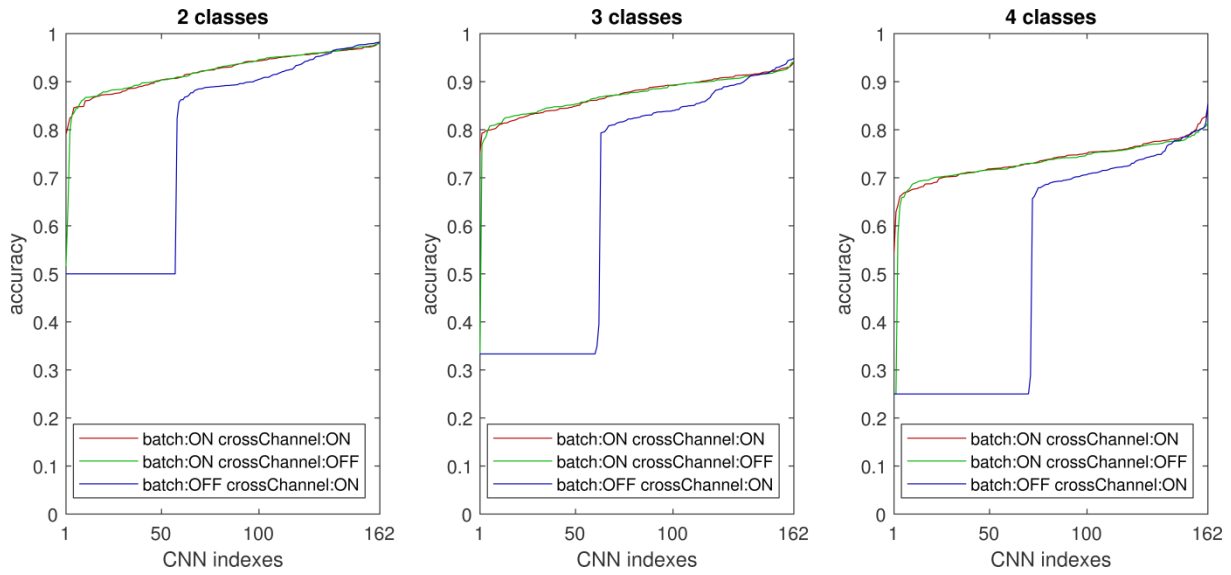 2 classes
1
0.9
0.8
0.7
0.6
0.5
0.4
0.3
0.2
0.1
0
accuracy
batch:ON crossChannel:ON
batch:ON crossChannel:OFF
batch:OFF crossChannel:ON
1 50 100 162
CNN indexes
3 classes
1
0.9
0.8
0.7
0.6
0.5
0.4
0.3
0.2
0.1
0
accuracy
batch:ON crossChannel:ON
batch:ON crossChannel:OFF
batch:OFF crossChannel:ON
1 50 100 162
CNN indexes
4 classes
1
0.9
0.8
0.7
0.6
0.5
0.4
0.3
0.2
0.1
0
accuracy
batch:ON crossChannel:ON
batch:ON crossChannel:OFF
batch:OFF crossChannel:ON
1 50 100 162
CNN indexes